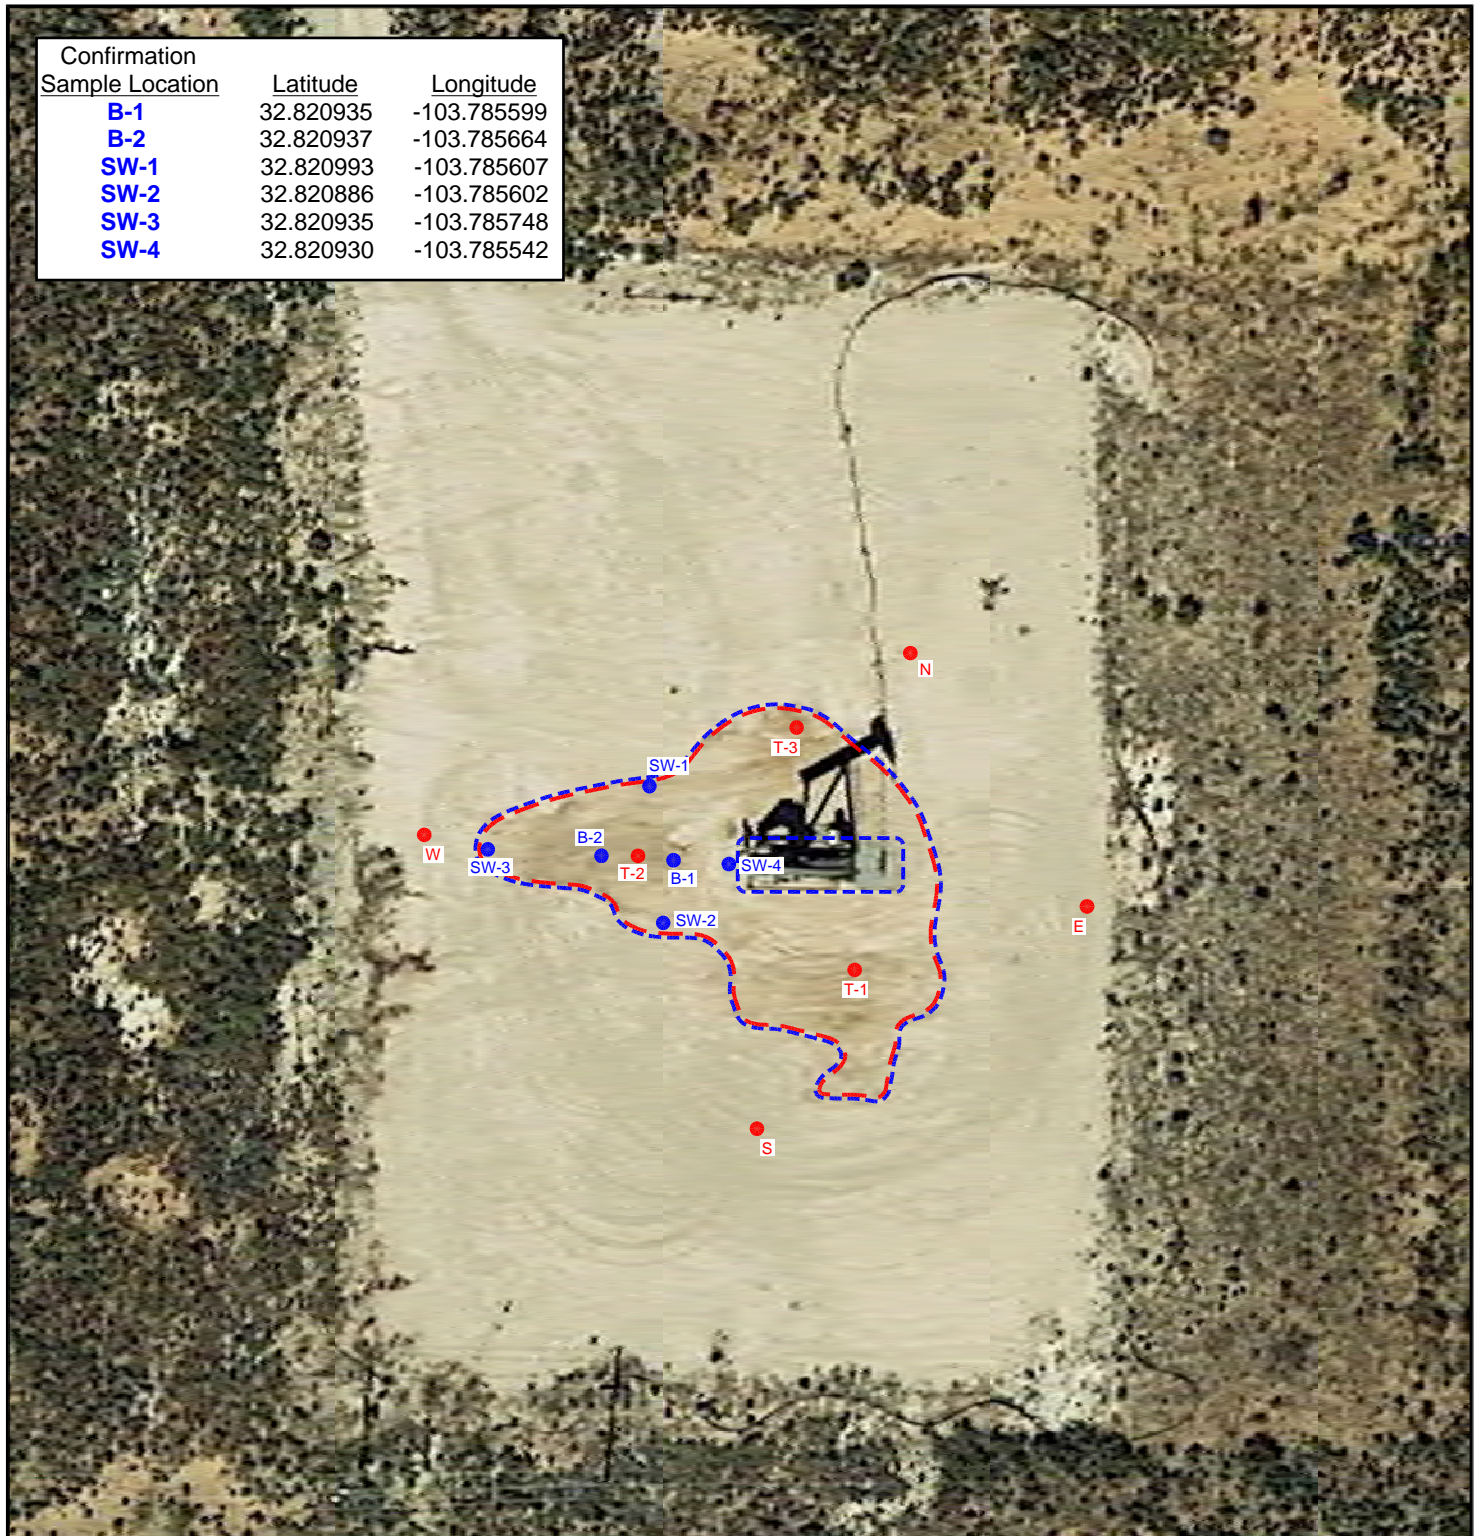 Confirmation
Sample Location Latitude Longitude
B-1 32.820935 -103.785599
B-2 32.820937 -103.785664
SW-1 32.820993 -103.785607
SW-2 32.820886 -103.785602
SW-3 32.820935 -103.785748
SW-4 32.820930 -103.785542
N
T-3
SW-1
W
B-2
SW-3
T-2
B-1
SW-4
SW-2
E
T-1
S